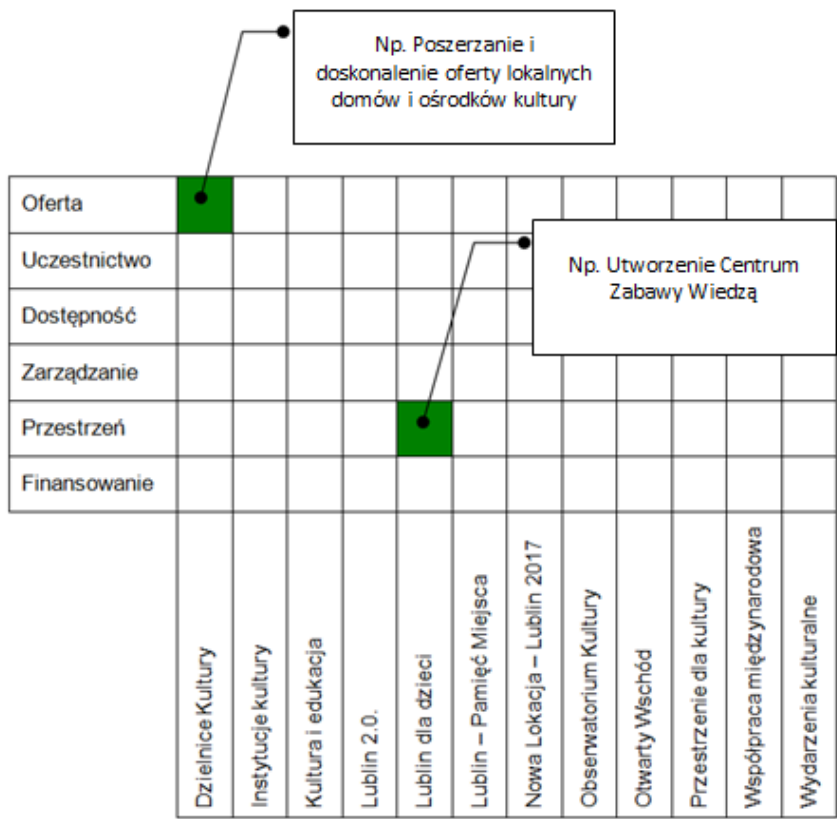 Np. Poszerzanie i
doskonalenie oferty lokalnych
domów i ośrodków kultury
Oferta
Uczestnictwo
Np. Utworzenie Centrum
Zabawy Wiedzą
Dostępność
Zarządzanie
Przestrzeń
Finansowanie
Dzielnice Kultury
Instytucje kultury
Kultura i edukacja
Lublin 2.0.
Lublin dla dzieci
Lublin – Pamięć Miejsca
Nowa Lokacja – Lublin 2017
Obserwatorium Kultury
Otwarty Wschód
Przestrzenie dla kultury
Współpraca międzynarodowa
Wydarzenia kulturalne